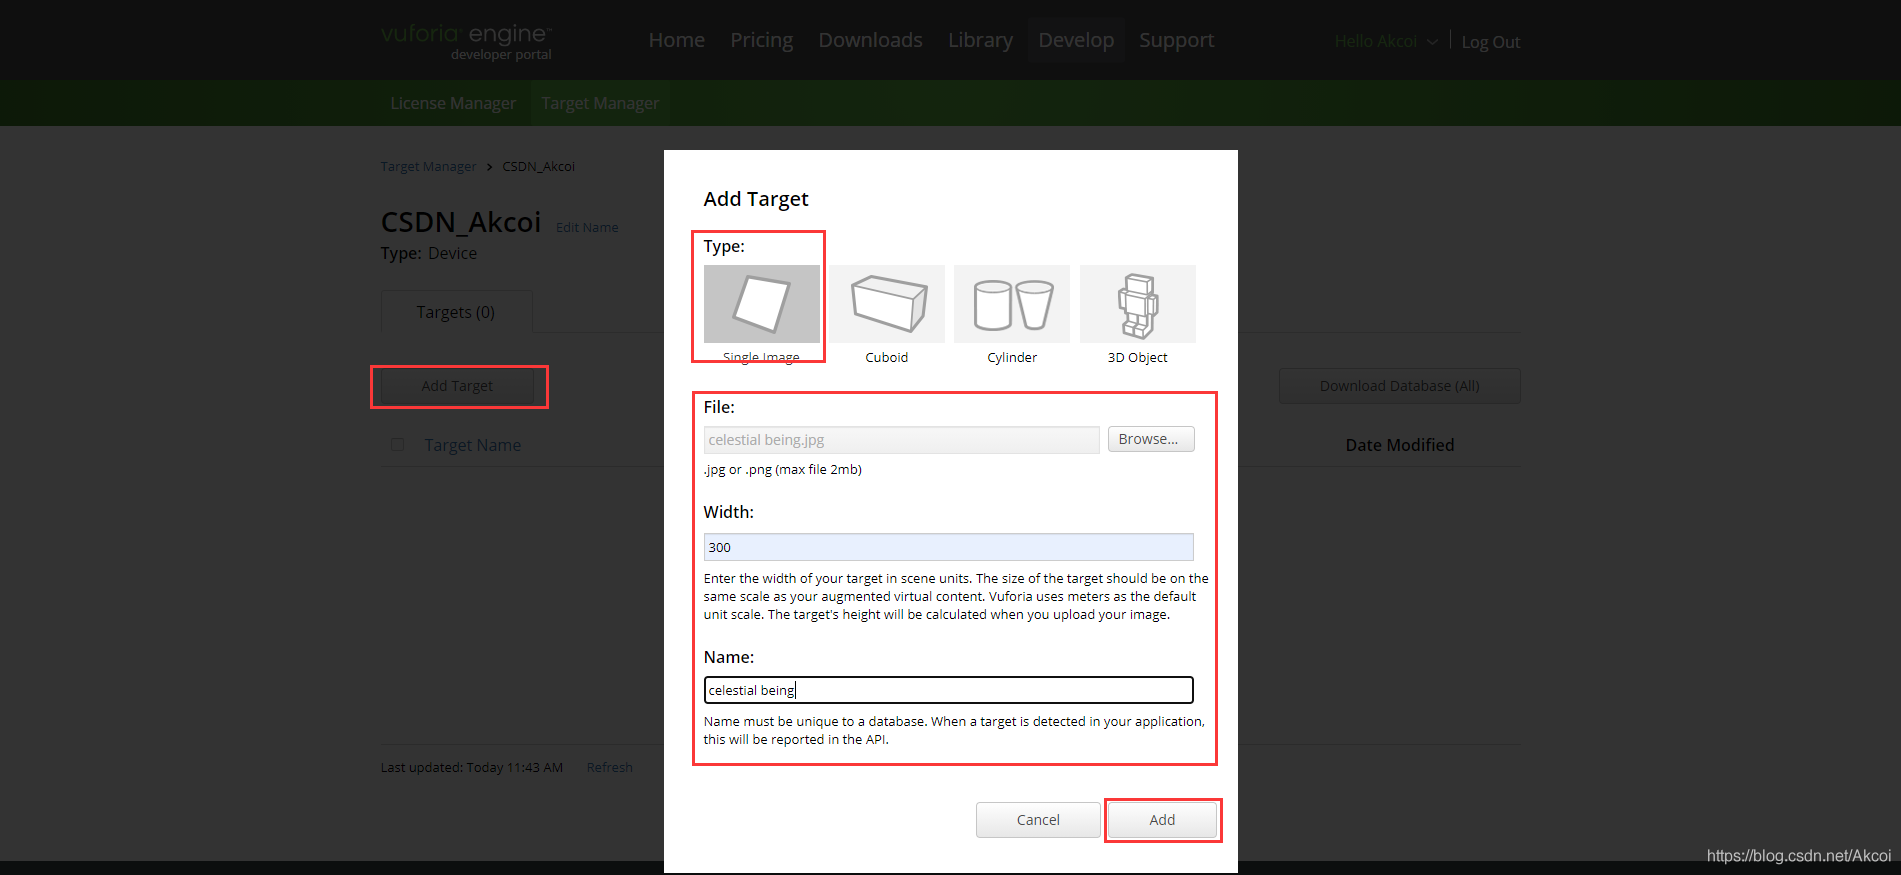 vuforia engine™
developer portal
Home Pricing Downloads Library Develop Support
Hello Akcoi
Log Out
License Manager Target Manager
Target Manager > CSDN_Akcoi
CSDN_Akcoi Edit Name
Type: Device
Targets (0)
Add Target
Download Database (All)
Target Name
Date Modified
Last updated: Today 11:43 AM Refresh
Add Target
Type:
Single Image Cuboid Cylinder 3D Object
File:
celestial being.jpg
Browse...
.jpg or .png (max file 2mb)
Width:
300
Enter the width of your target in scene units. The size of the target should be on the
same scale as your augmented virtual content. Vuforia uses meters as the default
unit scale. The target's height will be calculated when you upload your image.
Name:
celestial being
Name must be unique to a database. When a target is detected in your application,
this will be reported in the API.
Cancel Add
https://blog.csdn.net/Akcoi